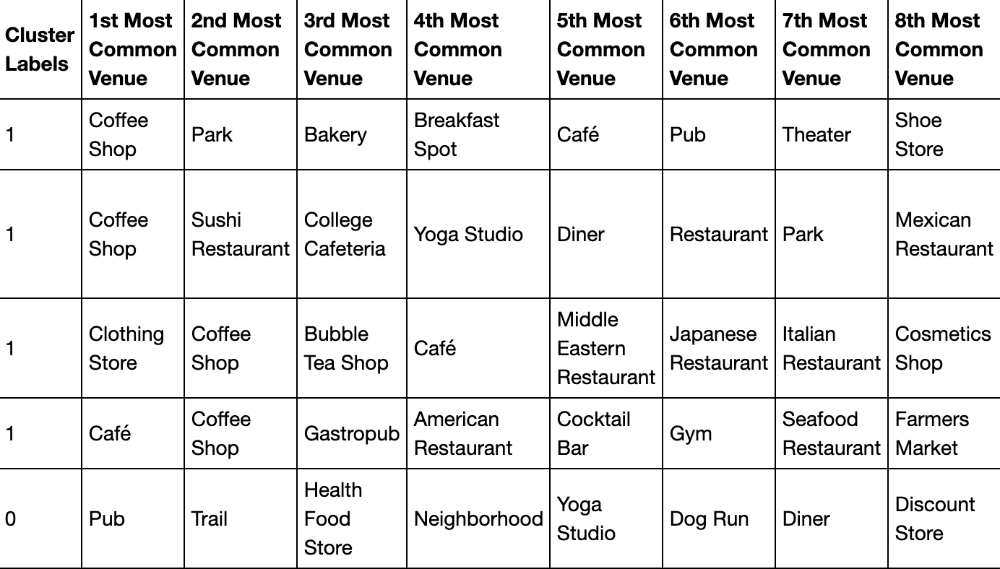 Cluster Labels | 1st Most Common Venue | 2nd Most Common Venue | 3rd Most Common Venue | 4th Most Common Venue | 5th Most Common Venue | 6th Most Common Venue | 7th Most Common Venue | 8th Most Common Venue
1 | Coffee Shop | Park | Bakery | Breakfast Spot | Café | Pub | Theater | Shoe Store
1 | Coffee Shop | Sushi Restaurant | College Cafeteria | Yoga Studio | Diner | Restaurant | Park | Mexican Restaurant
1 | Clothing Store | Coffee Shop | Bubble Tea Shop | Café | Middle Eastern Restaurant | Japanese Restaurant | Italian Restaurant | Cosmetics Shop
1 | Café | Coffee Shop | Gastropub | American Restaurant | Cocktail Bar | Gym | Seafood Restaurant | Farmers Market
0 | Pub | Trail | Health Food Store | Neighborhood | Yoga Studio | Dog Run | Diner | Discount Store